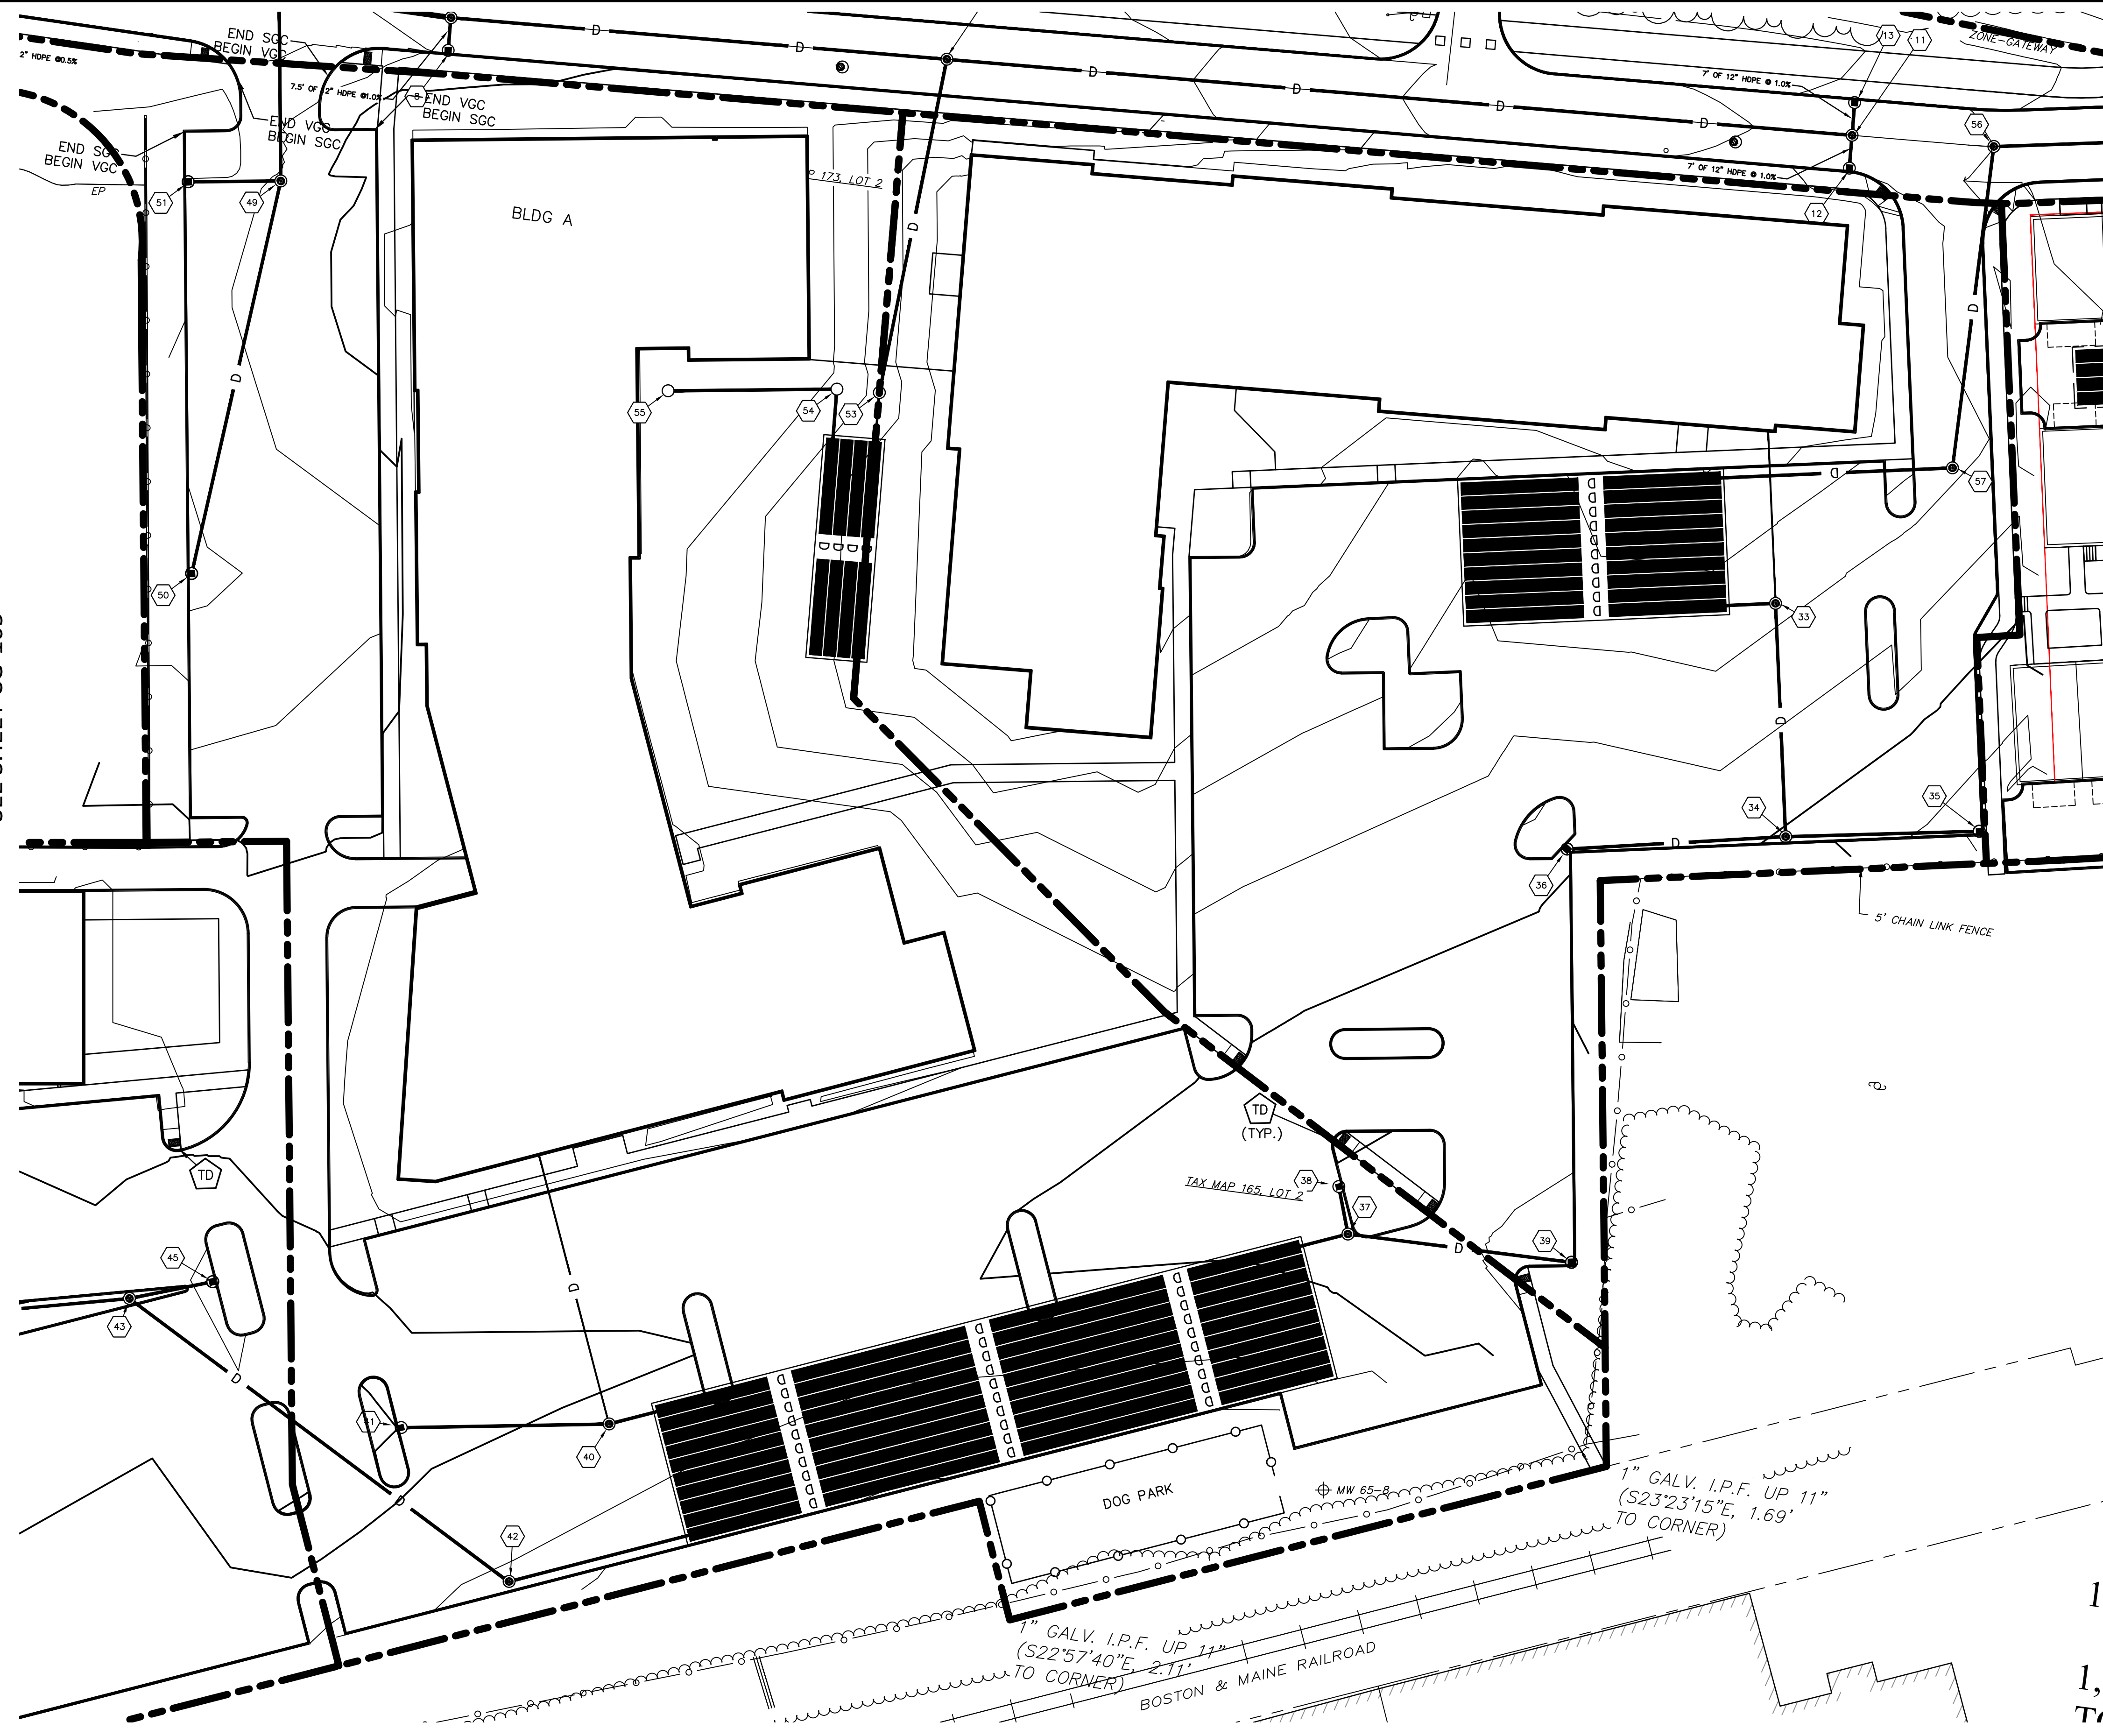 END SGC
BEGIN VGC
2" HDPE @0.5%
7.5' OF 12" HDPE @1.0%
8
END VGC
BEGIN SGC
END VGC
BEGIN SGC
END SGC
BEGIN VGC
EP
51
49
D
D
D
D
D
D
D
13
11
ZONE-GATEWAY
7' OF 12" HDPE @ 1.0%
7' OF 12" HDPE @ 1.0%
56
12
P 173, LOT 2
BLDG A
D
D
D
55
54
53
57
D
50
33
D
34
35
36
D
5' CHAIN LINK FENCE
TD
(TYP.)
TD
TAX MAP 165, LOT 2
38
37
39
D
45
43
D
D
40
D
42
DOG PARK
MW 65-8
1" GALV. I.P.F. UP 11"
(S23°23'15"E, 1.69'
TO CORNER)
1" GALV. I.P.F. UP 11"
(S22°57'40"E, 2.11'
TO CORNER)
BOSTON & MAINE RAILROAD
1
1,